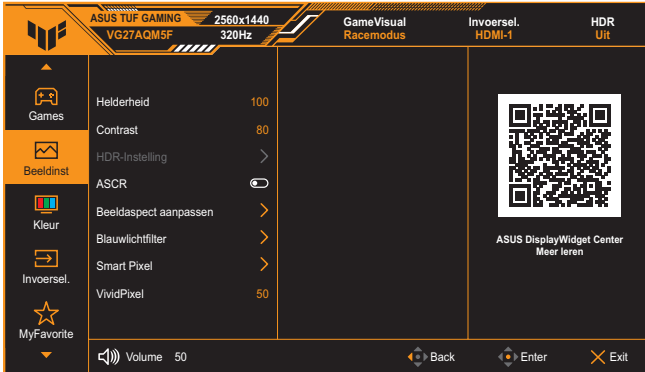 ASUS TUF GAMING 2560x1440
VG27AQM5F 320Hz
GameVisual
Racemodus
Invoersel.
HDMI-1
HDR
Uit
Games
Beeldinst
Kleur
Invoersel.
MyFavorite
Helderheid 100
Contrast 80
HDR-Instelling
ASCR
Beeldaspect aanpassen
Blauwlichtfilter
Smart Pixel
VividPixel 50
ASUS DisplayWidget Center
Meer leren
Volume 50
Back
Enter
Exit